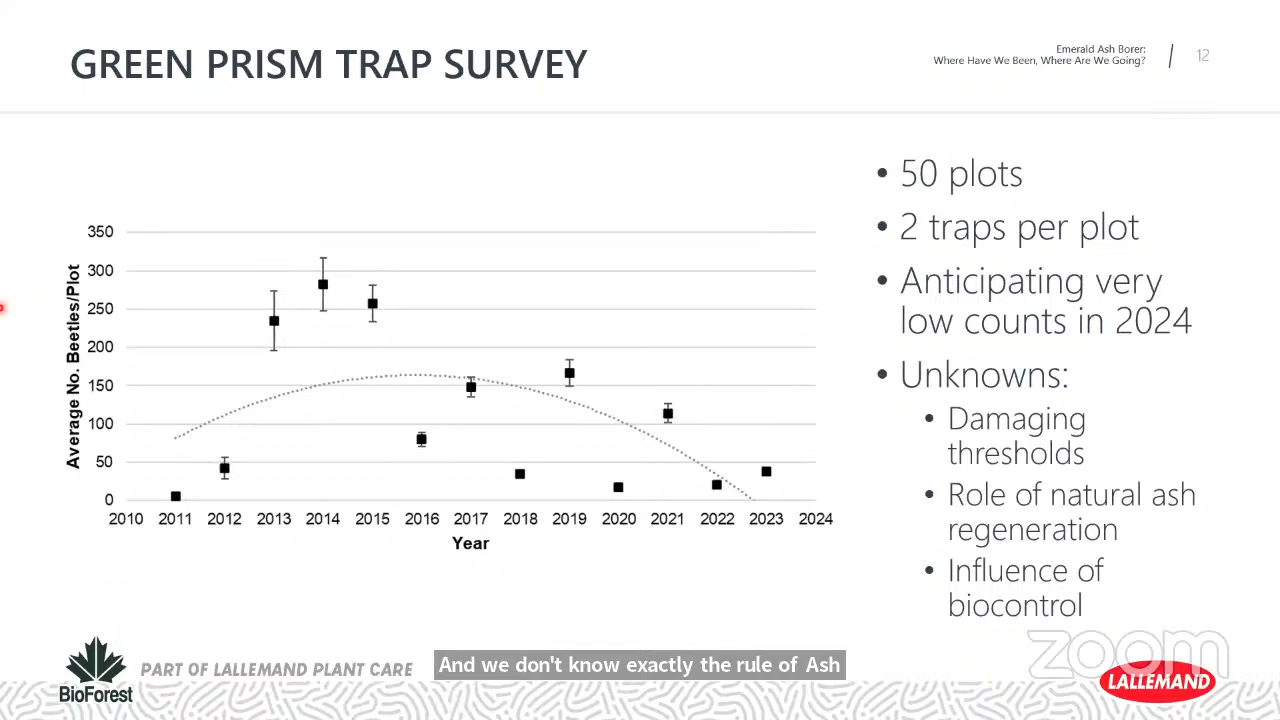 GREEN PRISM TRAP SURVEY
Emerald Ash Borer:
Where Have We Been, Where Are We Going?
12
• 50 plots
• 2 traps per plot
• Anticipating very
low counts in 2024
• Unknowns:
• Damaging
thresholds
• Role of natural ash
regeneration
• Influence of
biocontrol
Average No. Beetles/Plot
350
300
250
200
150
100
50
0
2010 2011 2012 2013 2014 2015 2016 2017 2018 2019 2020 2021 2022 2023 2024
Year
BioForest
PART OF LALLEMAND PLANT CARE
And we don't know exactly the rule of Ash
zoom
LALLEMAND